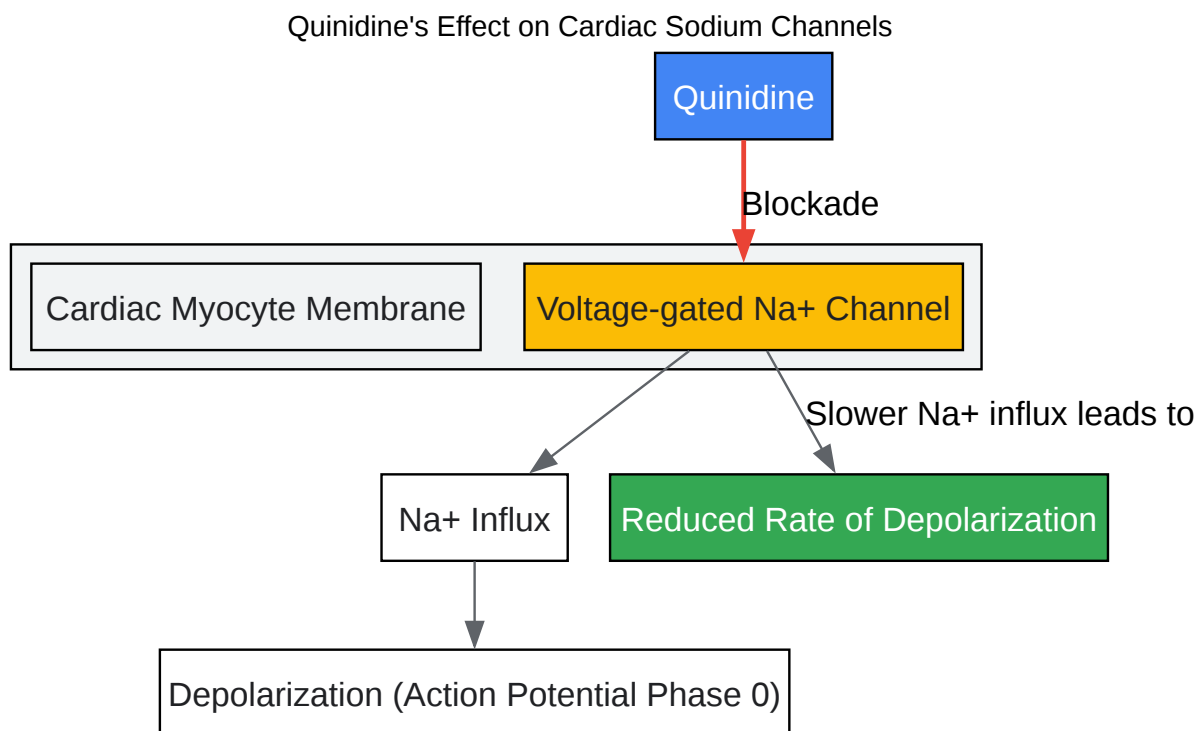 Quinidine's Effect on Cardiac Sodium Channels
Quinidine
Blockade
Cardiac Myocyte Membrane
Voltage-gated Na+ Channel
Slower Na+ influx leads to
Na+ Influx
Reduced Rate of Depolarization
Depolarization (Action Potential Phase 0)